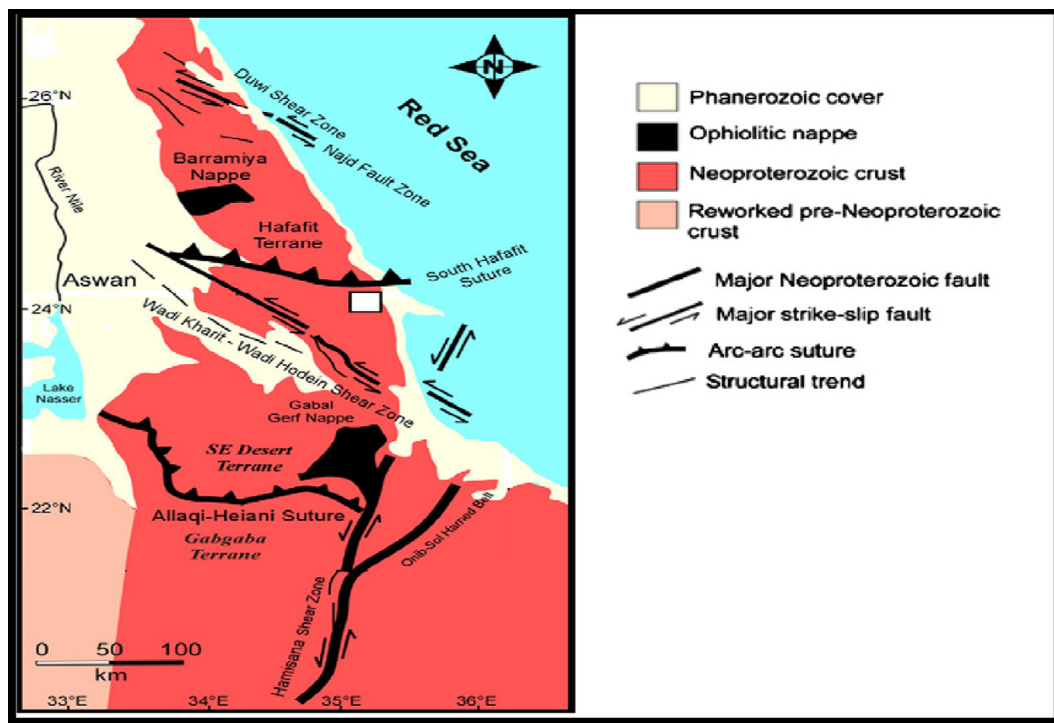 N
26°N
Duwi Shear Zone
Red Sea
Najd Fault Zone
Barramiya
Nappe
River Nile
Hafafit
Terrane
South Hafafit
Suture
Aswan
24°N
Wadi Kharit - Wadi Hodein Shear Zone
Lake
Nasser
Gabal
Gerf Nappe
SE Desert
Terrane
22°N
Allaqi-Heiani Suture
Gabgaba
Terrane
Onib-Sol Hamed Belt
Hamisana Shear Zone
0 50 100
km
33°E 34°E 35°E 36°E
Phanerozoic cover
Ophiolitic nappe
Neoproterozoic crust
Reworked pre-Neoproterozoic
crust
Major Neoproterozoic fault
Major strike-slip fault
Arc-arc suture
Structural trend